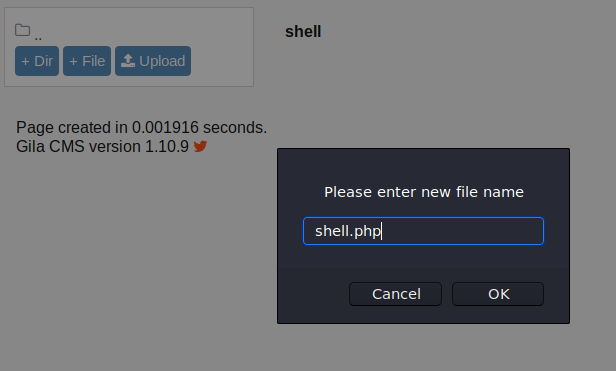 ..
shell
+ Dir
+ File
Upload
Page created in 0.001916 seconds.
Gila CMS version 1.10.9
Please enter new file name
shell.php
Cancel
OK